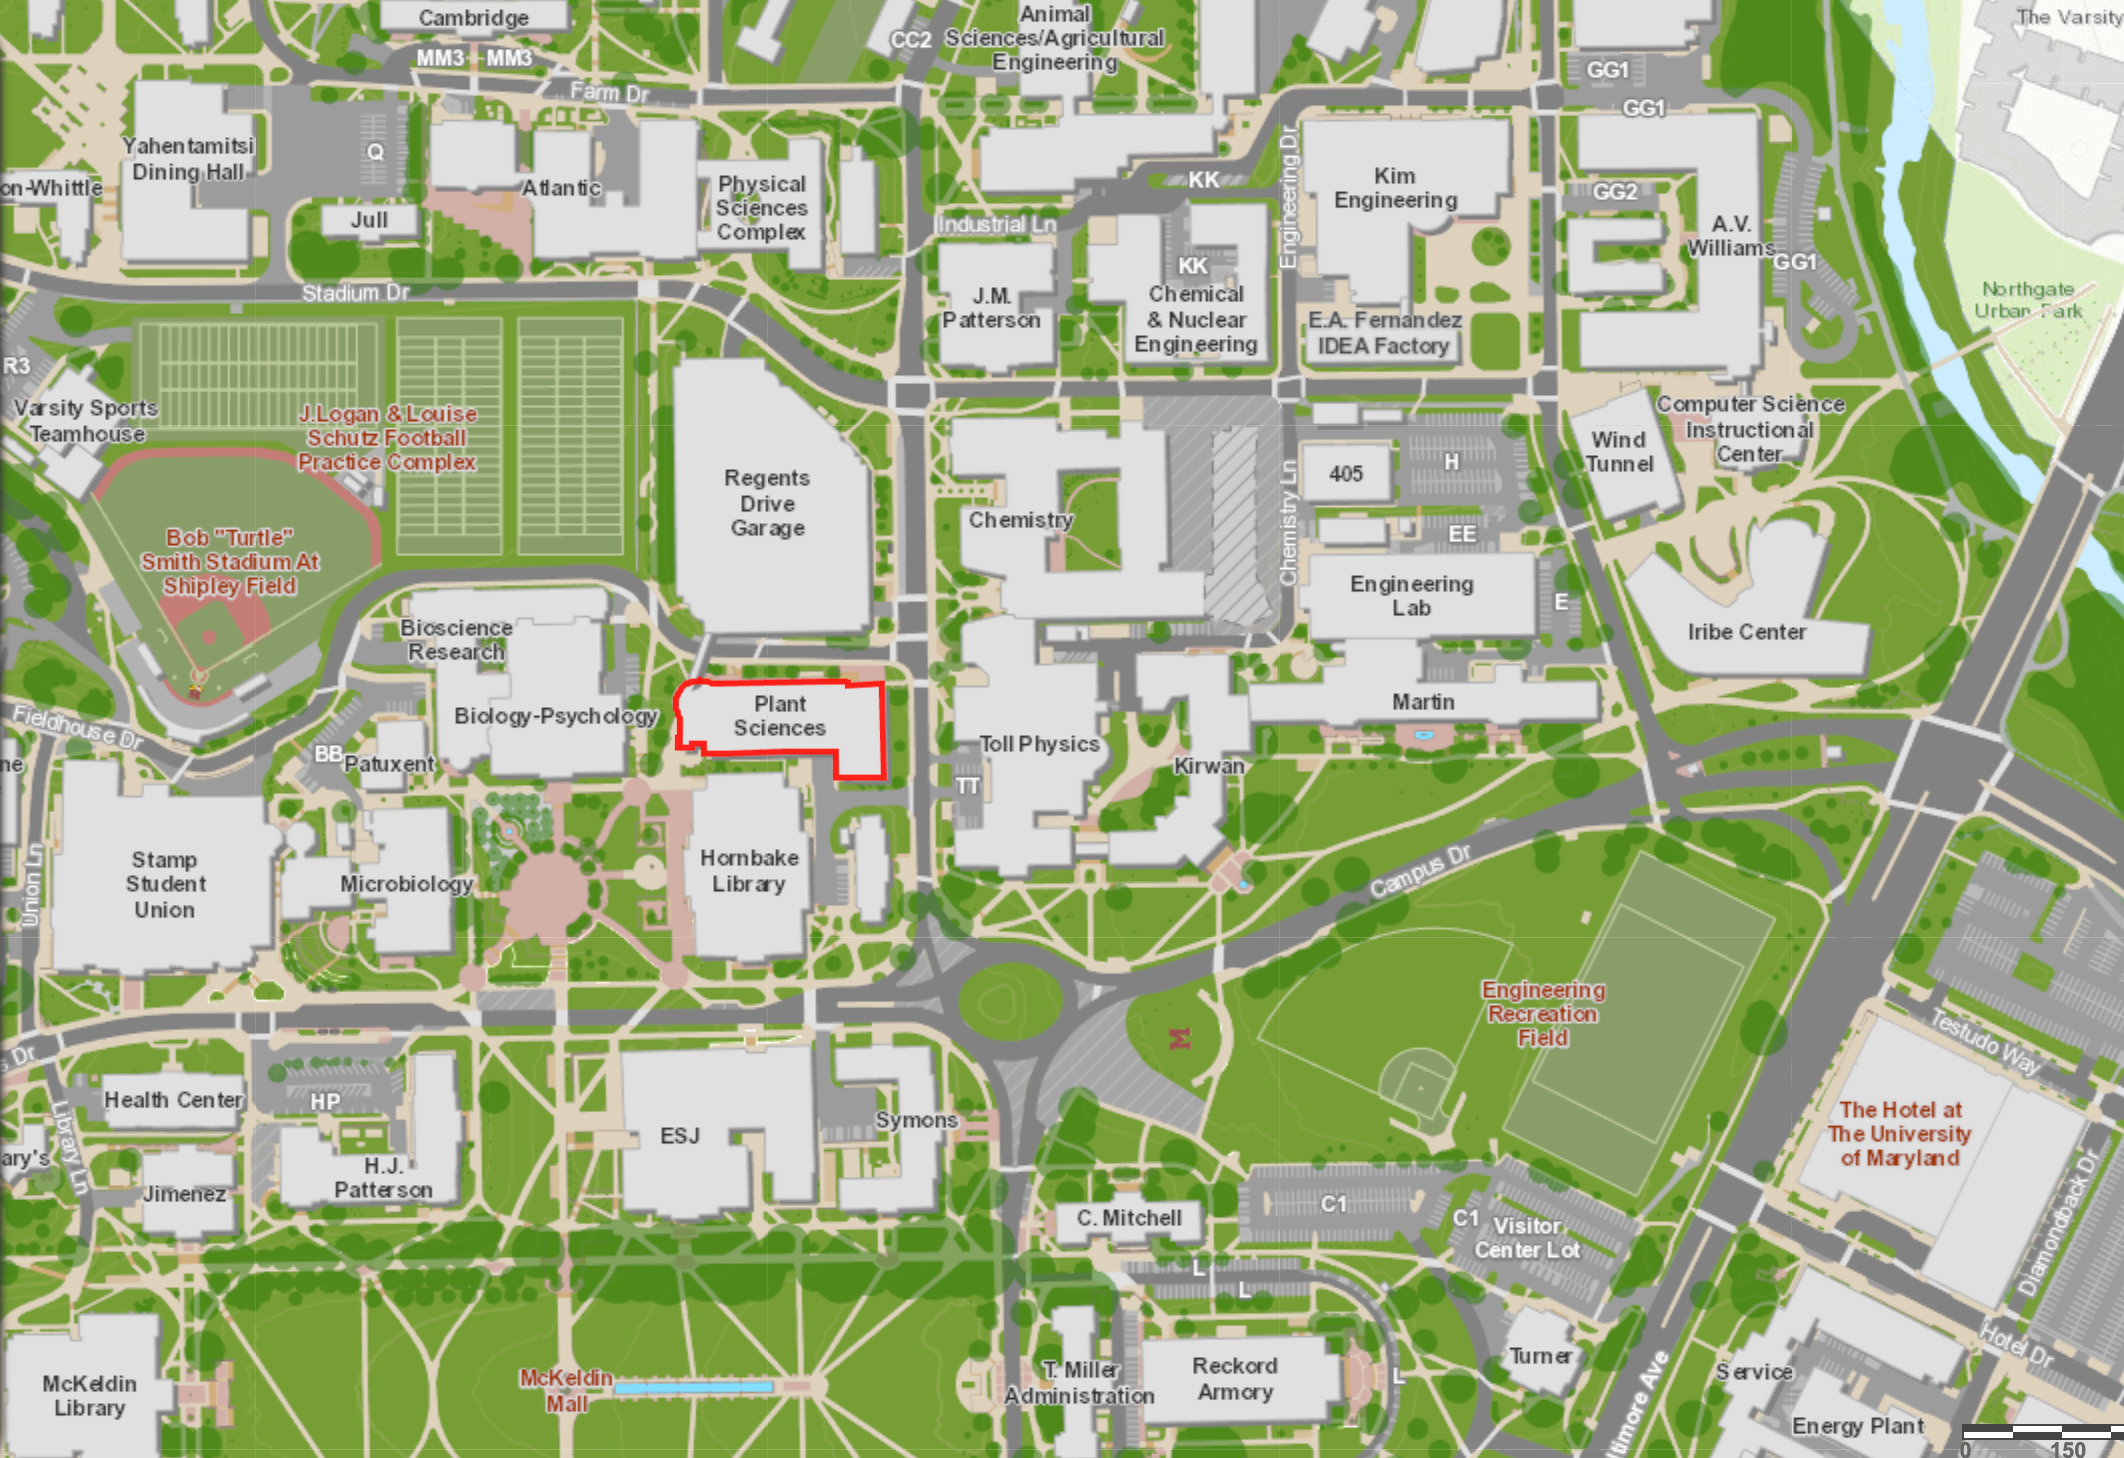 Cambridge
MM3
MM3
CC2
Animal
Sciences/Agricultural
Engineering
GG1
The Varsity
Farm Dr
GG1
Yahentamitsi
Dining Hall
Q
on-Whittle
Atlantic
Jull
Physical
Sciences
Complex
KK
Industrial Ln
Engineering Dr
Kim
Engineering
GG2
A.V.
Williams
GG1
KK
Stadium Dr
J.M.
Patterson
Chemical
& Nuclear
Engineering
E.A. Fernandez
IDEA Factory
Northgate
Urban Park
R3
Varsity Sports
Teamhouse
J.Logan & Louise
Schutz Football
Practice Complex
Computer Science
Instructional
Center
Wind
Tunnel
H
405
Regents
Drive
Garage
Chemistry
Chemistry Ln
EE
Bob "Turtle"
Smith Stadium At
Shipley Field
Engineering
Lab
E
Iribe Center
Bioscience
Research
Biology-Psychology
Plant
Sciences
Martin
Fieldhouse Dr
BB
Patuxent
ne
Toll Physics
TT
Kirwan
Union Ln
Stamp
Student
Union
Microbiology
Hornbake
Library
Campus Dr
Engineering
Recreation
Field
M
Testudo Way
s Dr
Health Center
HP
Library Ln
ary's
Jimenez
H.J.
Patterson
ESJ
Symons
The Hotel at
The University
of Maryland
Diamondback Dr
C. Mitchell
C1
C1
Visitor
Center Lot
L
L
L
McKeldin
Library
McKeldin
Mall
T. Miller
Administration
Reckord
Armory
Turner
timore Ave
Service
Hotel Dr
Energy Plant
0
150